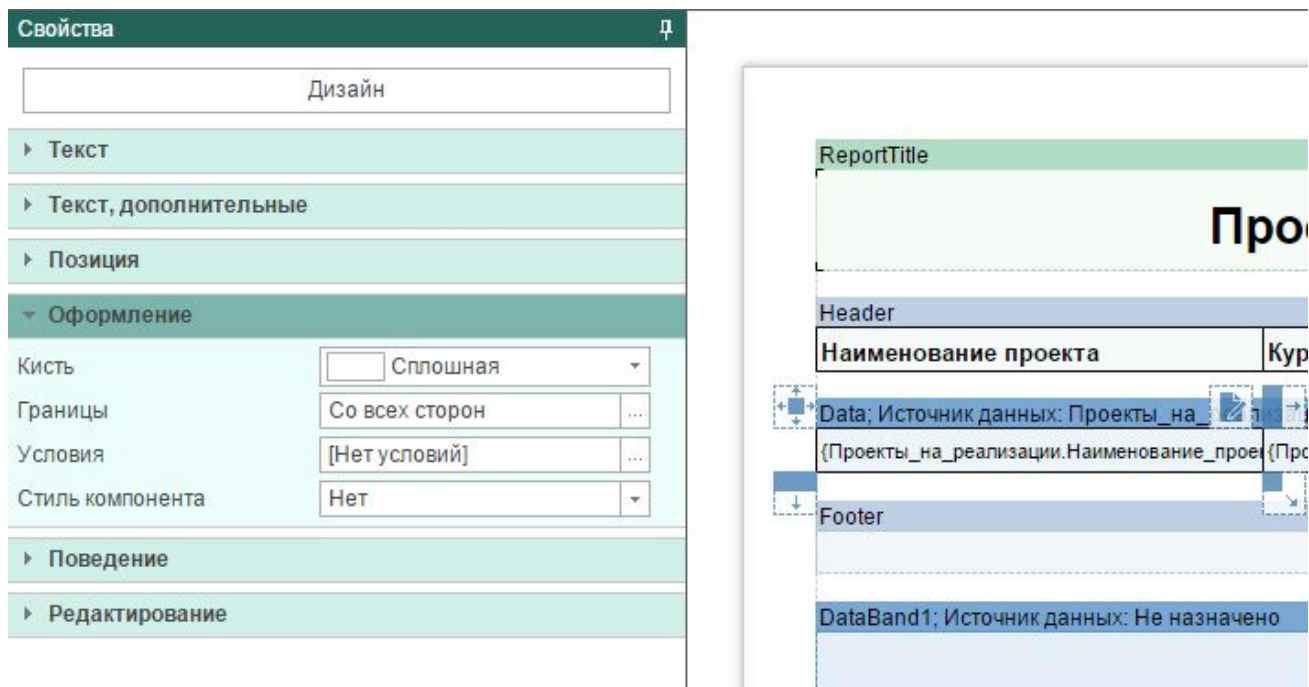 Свойства
Дизайн
Текст
Текст, дополнительные
Позиция
Оформление
Кисть Сплошная
Границы Со всех сторон ...
Условия [Нет условий] ...
Стиль компонента Нет
Поведение
Редактирование
ReportTitle
Прое
Header
Наименование проекта Кур
Data; Источник данных: Проекты_на_
{Проекты_на_реализации.Наименование_прое {Про
Footer
DataBand1; Источник данных: Не назначено